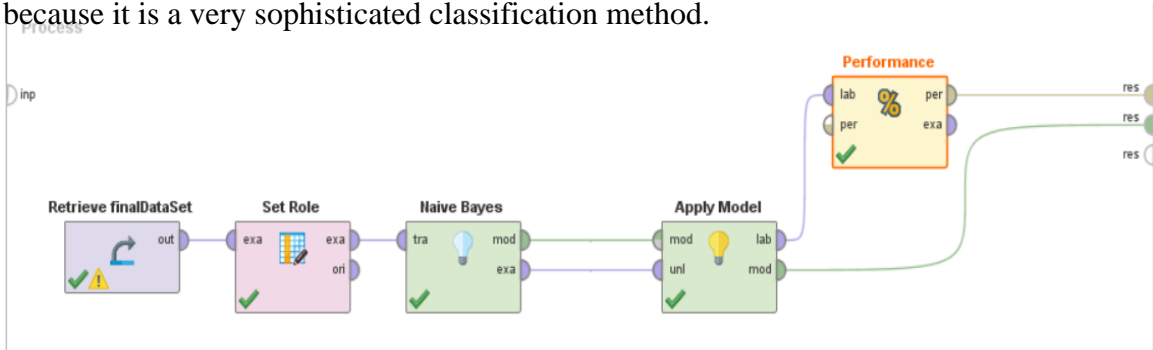 because it is a very sophisticated classification method.
Process
Performance
inp
lab per
per exa
res
res
res
Retrieve finalDataSet
Set Role
Naive Bayes
Apply Model
out
exa exa
ori
tra mod
exa
mod lab
unl mod
%